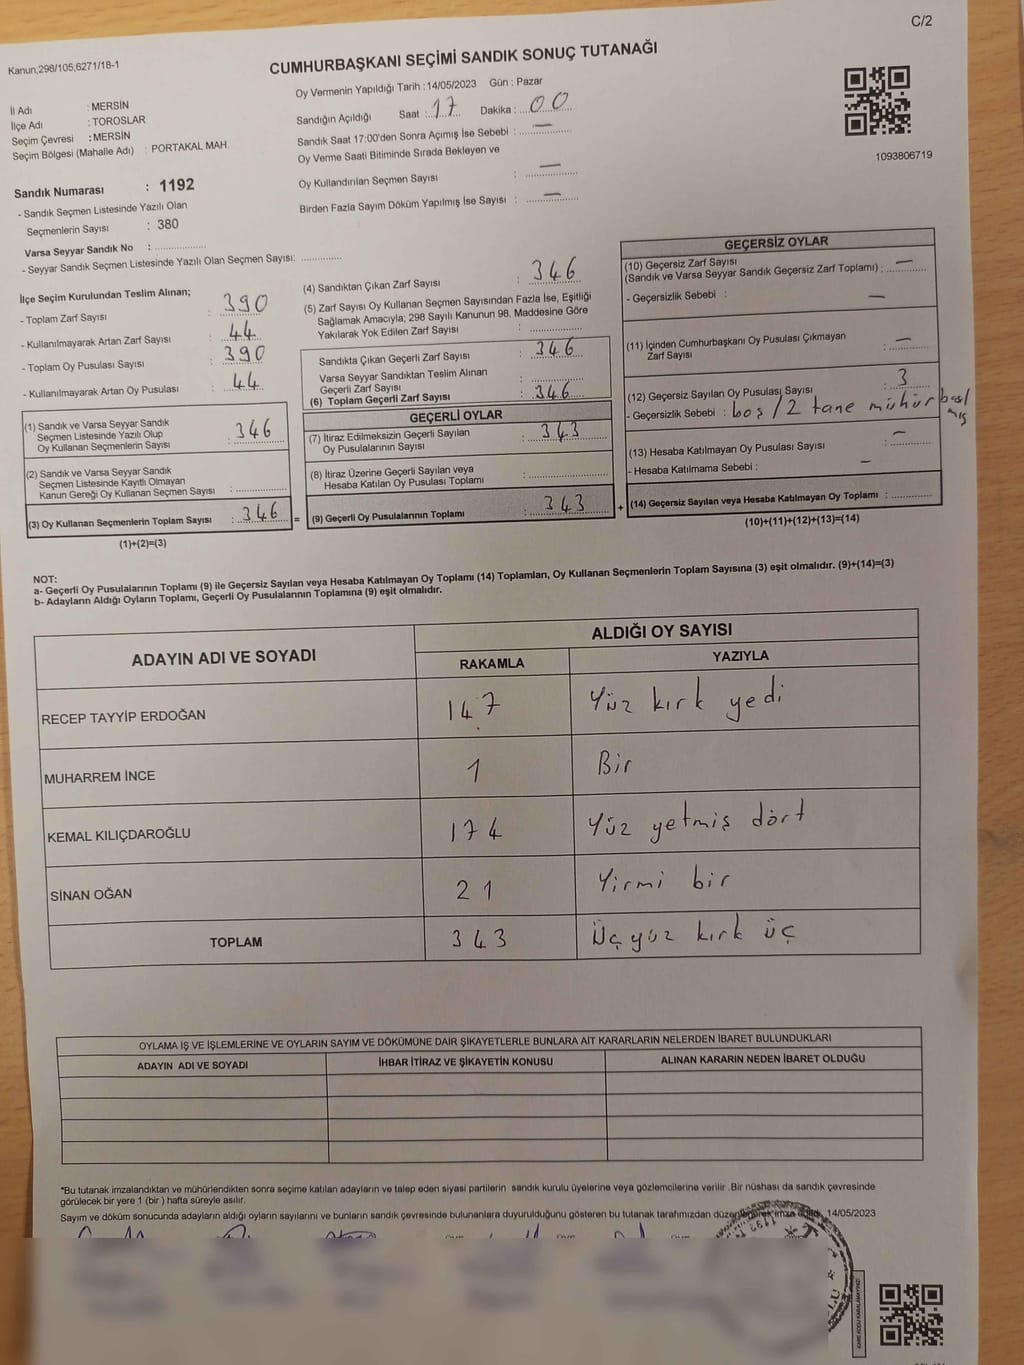 C/2
Kanun;298/105;6271/18-1
CUMHURBAŞKANI SEÇİMİ SANDIK SONUÇ TUTANAĞI
Oy Vermenin Yapıldığı Tarih : 14/05/2023 Gün : Pazar
İl Adı : MERSİN
İlçe Adı : TOROSLAR
Seçim Çevresi : MERSİN
Seçim Bölgesi (Mahalle Adı) : PORTAKAL MAH.
Sandık Numarası : 1192
- Sandık Seçmen Listesinde Yazılı Olan
Seçmenlerin Sayısı : 380
Varsa Seyyar Sandık No : ................
- Seyyar Sandık Seçmen Listesinde Yazılı Olan Seçmen Sayısı: .............
Sandığın Açıldığı Saat : 17 Dakika : 00
Sandık Saat 17:00'den Sonra Açımış İse Sebebi : —
Oy Verme Saati Bitiminde Sırada Bekleyen ve
Oy Kullandırılan Seçmen Sayısı : —
Birden Fazla Sayım Döküm Yapılmış İse Sayısı : —
1093806719
İlçe Seçim Kurulundan Teslim Alınan;
- Toplam Zarf Sayısı : 390
- Kullanılmayarak Artan Zarf Sayısı : 44
- Toplam Oy Pusulası Sayısı : 390
- Kullanılmayarak Artan Oy Pusulası : 44
(1) Sandık ve Varsa Seyyar Sandık
Seçmen Listesinde Yazılı Olup
Oy Kullanan Seçmenlerin Sayısı : 346
(2) Sandık ve Varsa Seyyar Sandık
Seçmen Listesinde Kayıtlı Olmayan
Kanun Gereği Oy Kullanan Seçmen Sayısı : .............
(3) Oy Kullanan Seçmenlerin Toplam Sayısı : 346 =
(1)+(2)=(3)
(4) Sandıktan Çıkan Zarf Sayısı : 346
(5) Zarf Sayısı Oy Kullanan Seçmen Sayısından Fazla İse, Eşitliği
Sağlamak Amacıyla; 298 Sayılı Kanunun 98. Maddesine Göre
Yakılarak Yok Edilen Zarf Sayısı : .............
Sandıkta Çıkan Geçerli Zarf Sayısı : 346
Varsa Seyyar Sandıktan Teslim Alınan
Geçerli Zarf Sayısı : .............
(6) Toplam Geçerli Zarf Sayısı : 346
GEÇERLİ OYLAR
(7) İtiraz Edilmeksizin Geçerli Sayılan
Oy Pusulalarının Sayısı : 343
(8) İtiraz Üzerine Geçerli Sayılan veya
Hesaba Katılan Oy Pusulası Toplamı : .............
(9) Geçerli Oy Pusulalarının Toplamı : 343 +
GEÇERSİZ OYLAR
(10) Geçersiz Zarf Sayısı
(Sandık ve Varsa Seyyar Sandık Geçersiz Zarf Toplamı) : —
- Geçersizlik Sebebi : —
(11) İçinden Cumhurbaşkanı Oy Pusulası Çıkmayan
Zarf Sayısı : —
(12) Geçersiz Sayılan Oy Pusulası Sayısı : 3
- Geçersizlik Sebebi : boş / 2 tane mühür basıl
mış
(13) Hesaba Katılmayan Oy Pusulası Sayısı : —
- Hesaba Katılmama Sebebi : —
(14) Geçersiz Sayılan veya Hesaba Katılmayan Oy Toplamı : .............
(10)+(11)+(12)+(13)=(14)
NOT:
a- Geçerli Oy Pusulalarının Toplamı (9) ile Geçersiz Sayılan veya Hesaba Katılmayan Oy Toplamı (14) Toplamları, Oy Kullanan Seçmenlerin Toplam Sayısına (3) eşit olmalıdır. (9)+(14)=(3)
b- Adayların Aldığı Oyların Toplamı, Geçerli Oy Pusulalarının Toplamına (9) eşit olmalıdır.
ADAYIN ADI VE SOYADI ALDIĞI OY SAYISI
RAKAMLA YAZIYLA
RECEP TAYYİP ERDOĞAN 147 Yüz kırk yedi
MUHARREM İNCE 1 Bir
KEMAL KILIÇDAROĞLU 174 Yüz yetmiş dört
SİNAN OĞAN 21 Yirmi bir
TOPLAM 343 Üçyüz kırk üç
OYLAMA İŞ VE İŞLEMLERİNE VE OYLARIN SAYIM VE DÖKÜMÜNE DAİR ŞİKAYETLERLE BUNLARA AİT KARARLARIN NELERDEN İBARET BULUNDUKLARI
ADAYIN ADI VE SOYADI İHBAR İTİRAZ VE ŞİKAYETİN KONUSU ALINAN KARARIN NEDEN İBARET OLDUĞU
*Bu tutanak imzalandıktan ve mühürlendikten sonra seçime katılan adayların ve talep eden siyasi partilerin sandık kurulu üyelerine veya gözlemcilerine verilir .Bir nüshası da sandık çevresinde
görülecek bir yere 1 (bir ) hafta süreyle asılır.
Sayım ve döküm sonucunda adayların aldığı oyların sayılarını ve bunların sandık çevresinde bulunanlara duyurulduğunu gösteren bu tutanak tarafımızdan düzenlenerek imza edildi. 14/05/2023
1192